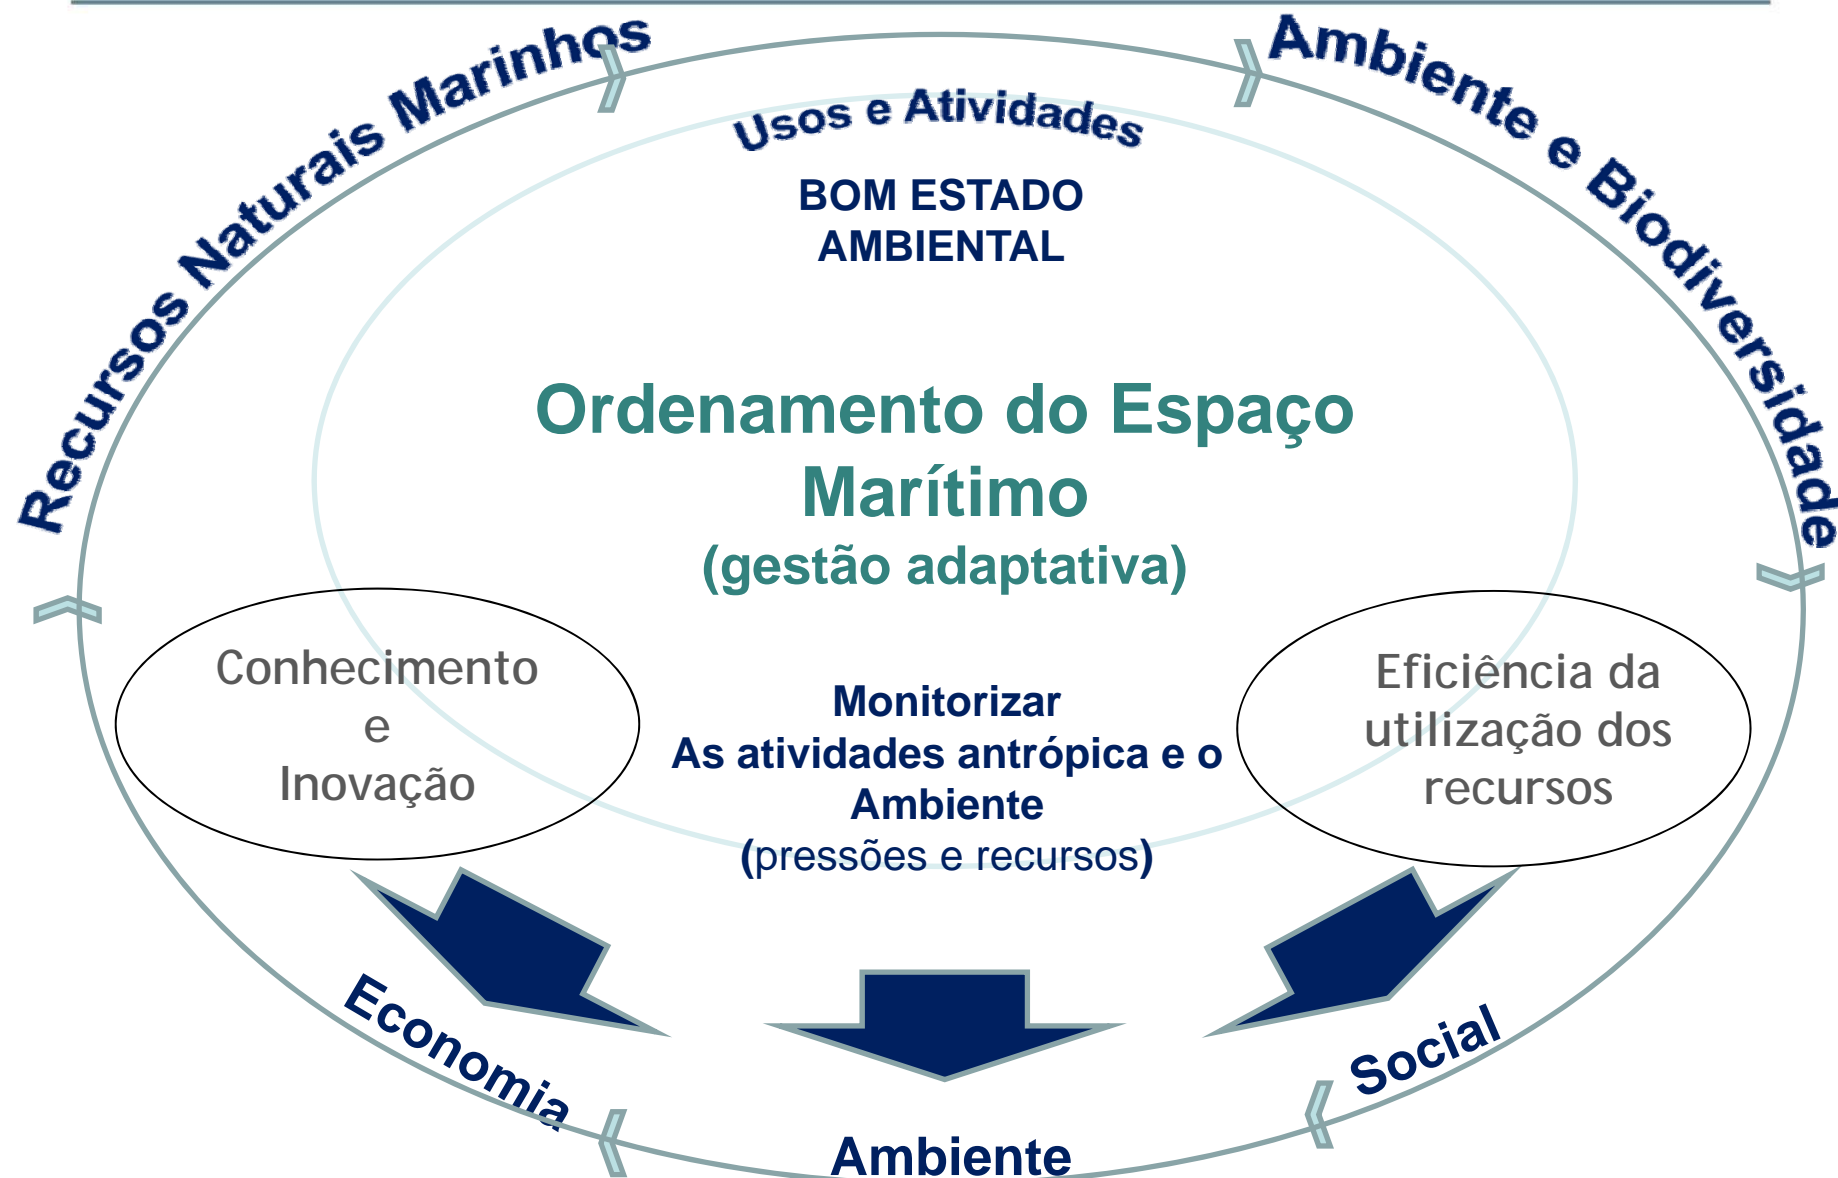 Recursos Naturais Marinhos
Ambiente e Biodiversidade
Usos e Atividades
BOM ESTADO
AMBIENTAL
Ordenamento do Espaço
Marítimo
(gestão adaptativa)
Conhecimento
e
Inovação
Monitorizar
As atividades antrópica e o
Ambiente
(pressões e recursos)
Eficiência da
utilização dos
recursos
Economia
Ambiente
Social